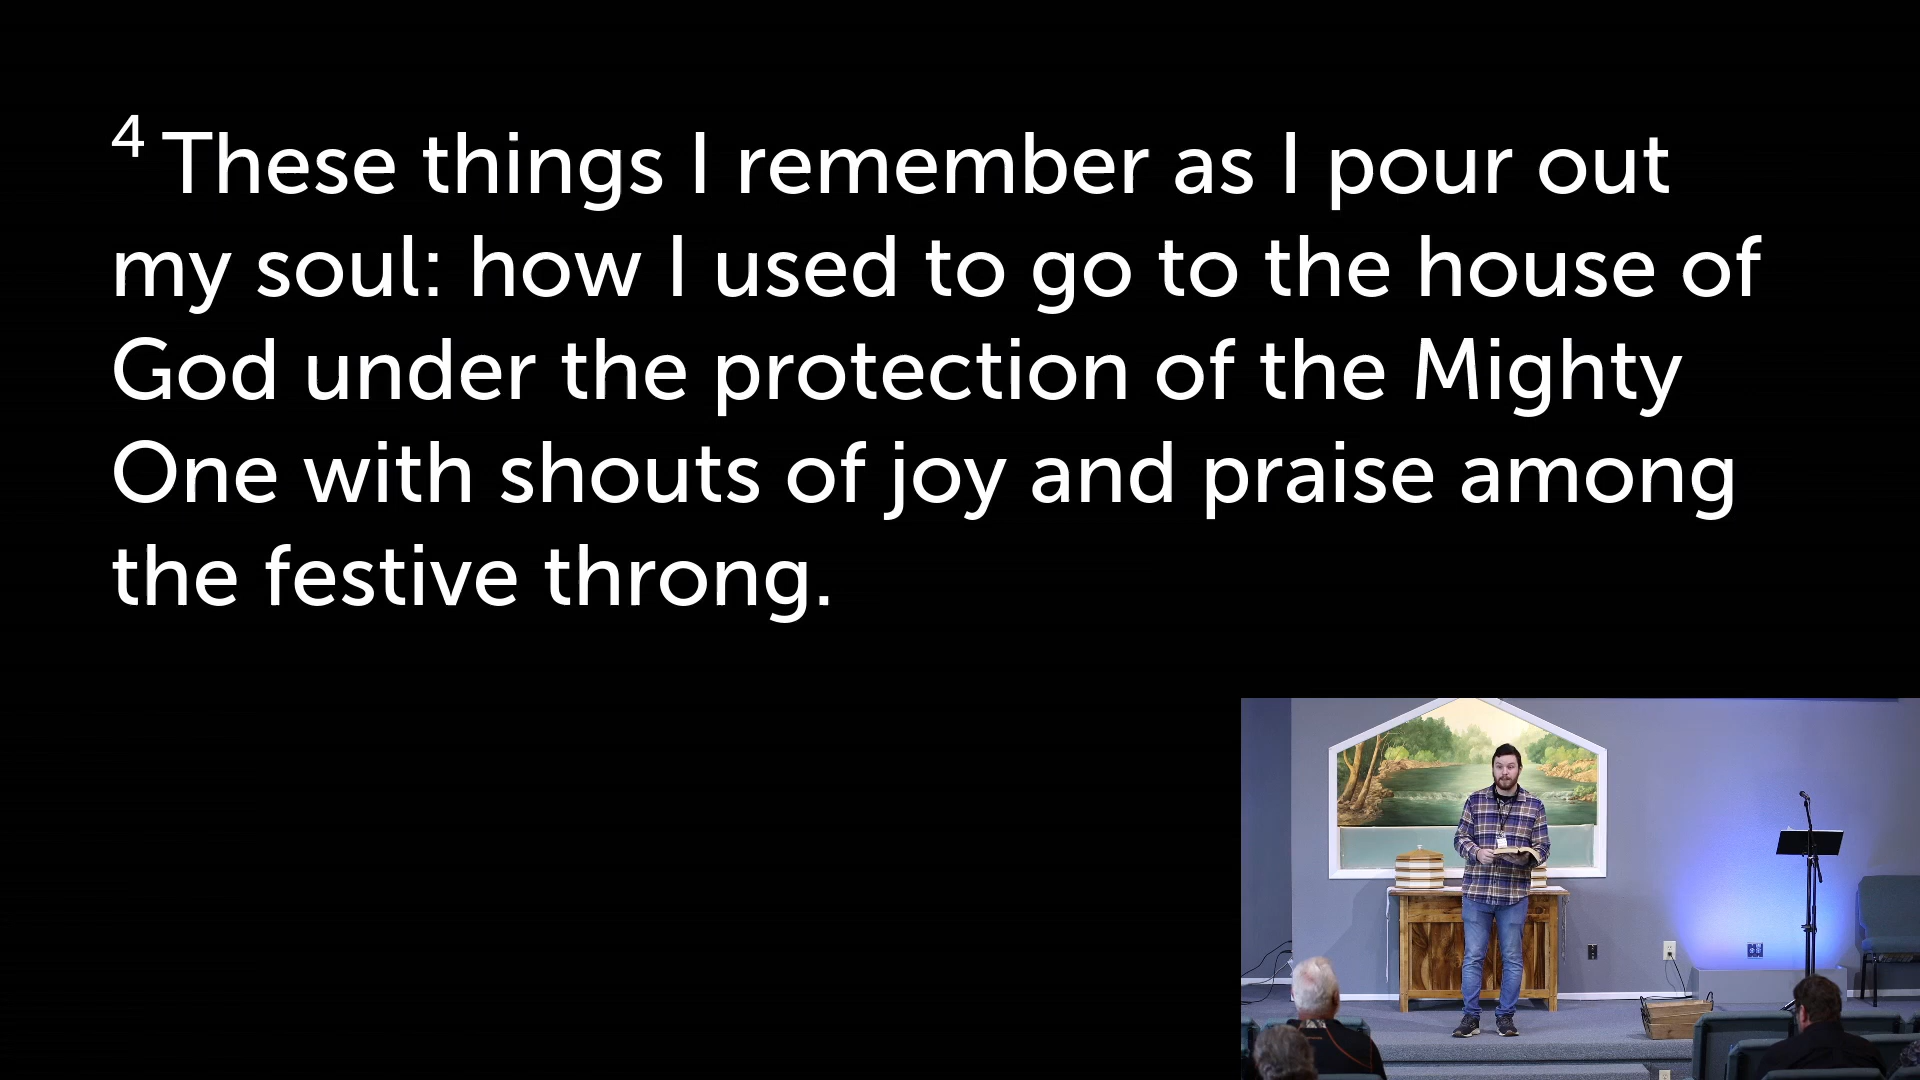 4 These things I remember as I pour out
my soul: how I used to go to the house of
God under the protection of the Mighty
One with shouts of joy and praise among
the festive throng.